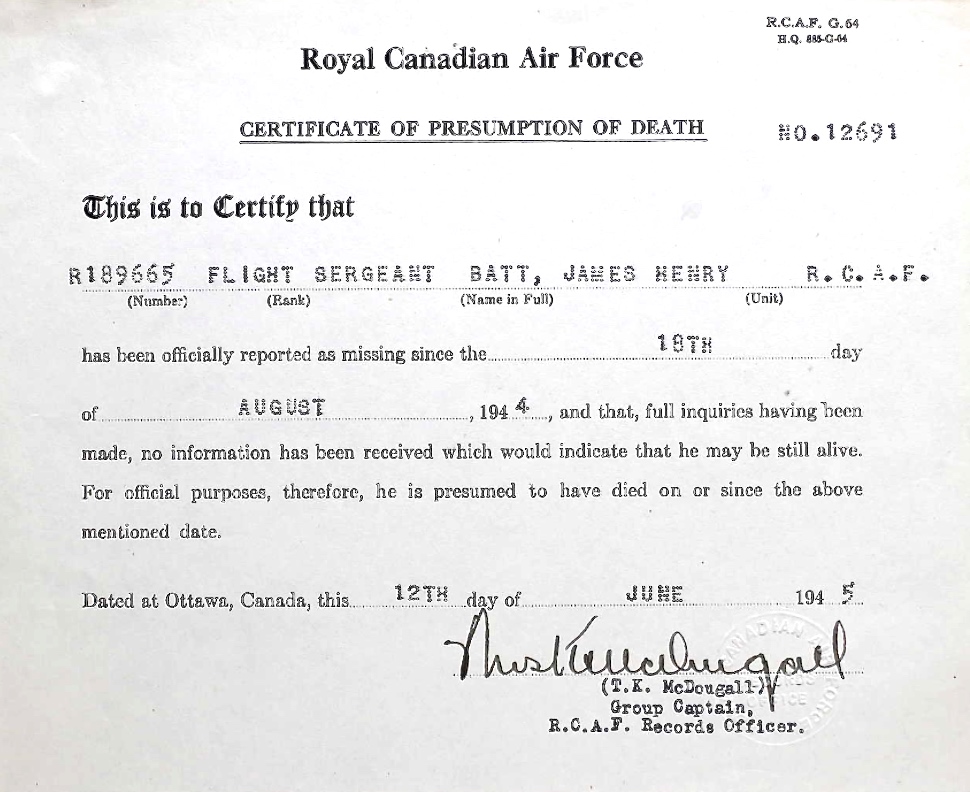 R.C.A.F. G. 64
H.Q. 885-G-64
Royal Canadian Air Force
CERTIFICATE OF PRESUMPTION OF DEATH
NO.12691
This is to Certify that
R189665 FLIGHT SERGEANT BATT, JAMES HENRY R.C.A.F.
(Number) (Rank) (Name in Full) (Unit)
has been officially reported as missing since the 18TH day
of AUGUST, 1944, and that, full inquiries having been
made, no information has been received which would indicate that he may be still alive.
For official purposes, therefore, he is presumed to have died on or since the above
mentioned date.
Dated at Ottawa, Canada, this 12TH day of JUNE 1945
(T.K. McDougall)
Group Captain,
R.C.A.F. Records Officer.